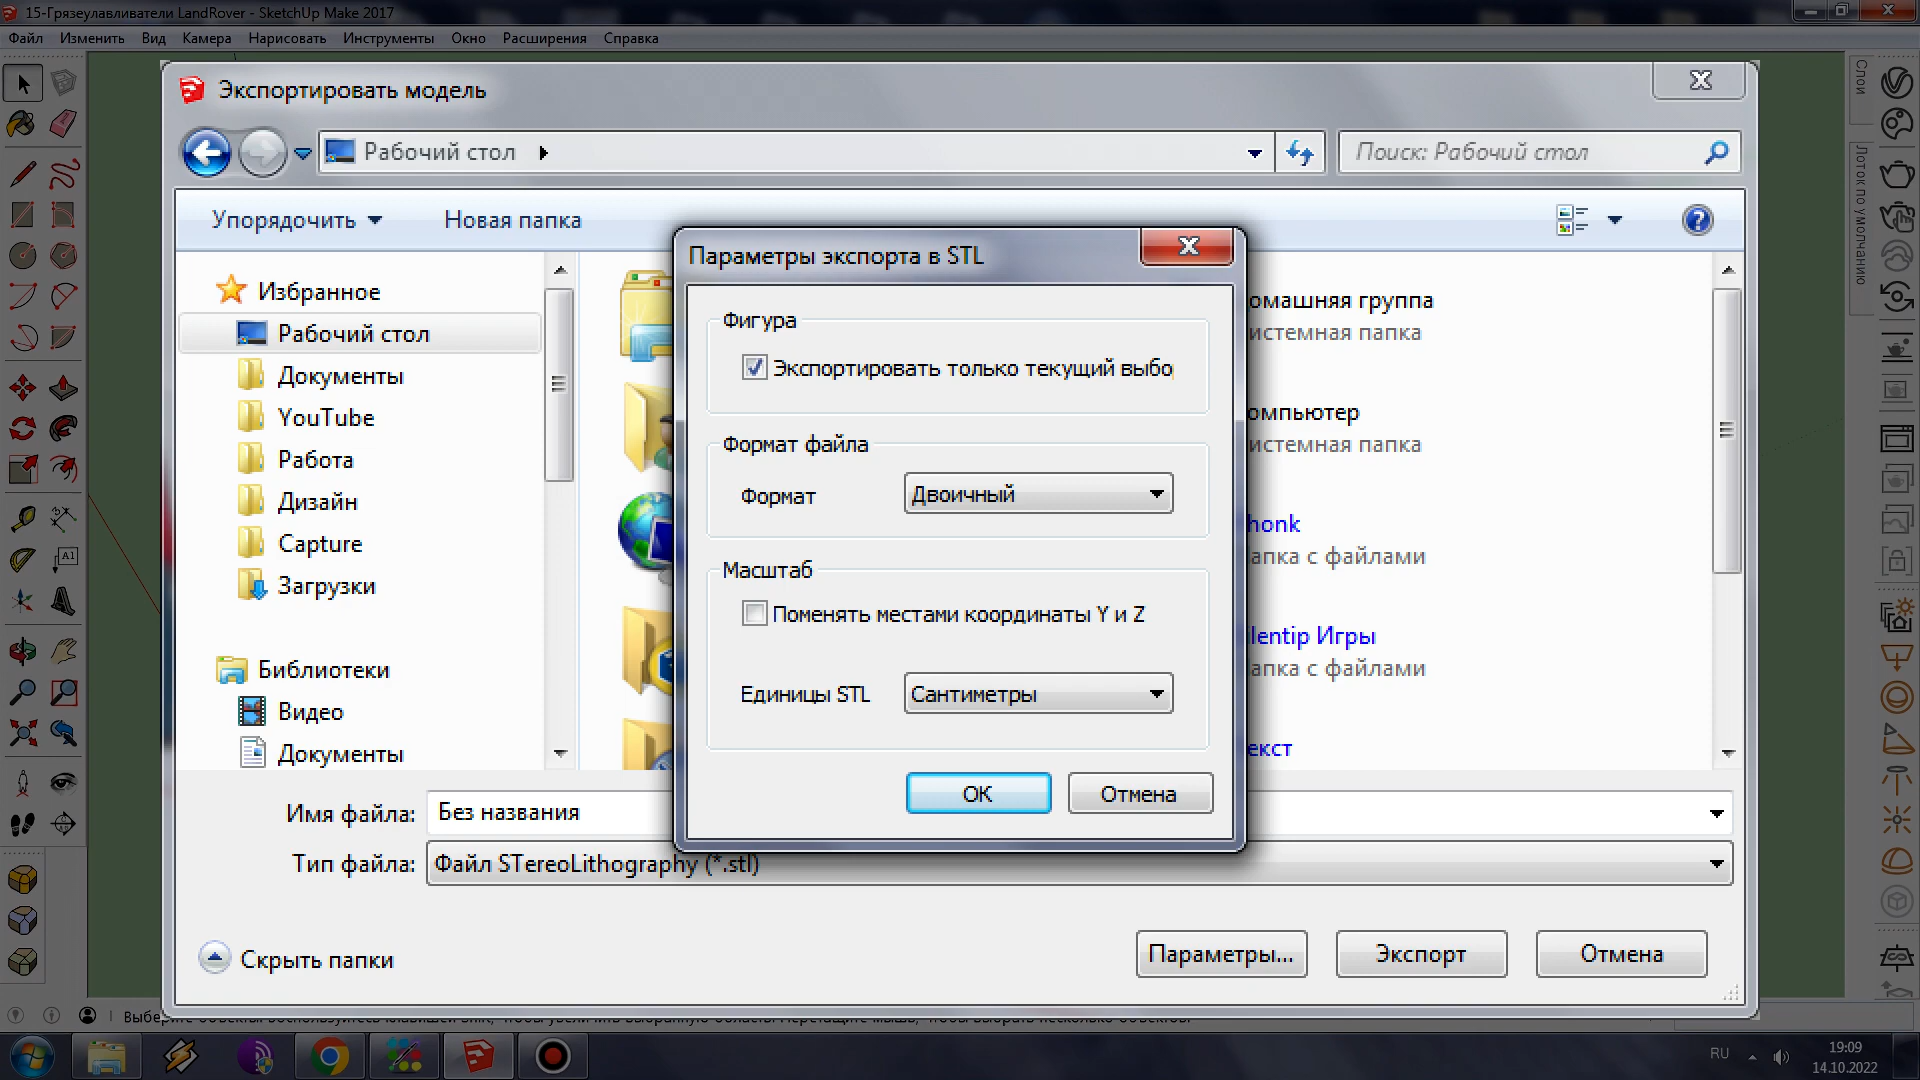 15-Грязеулавливатели LandRover - SketchUp Make 2017
Файл Изменить Вид Камера Нарисовать Инструменты Окно Расширения Справка
Экспортировать модель
Рабочий стол
Поиск: Рабочий стол
Упорядочить
Новая папка
Избранное
Рабочий стол
Документы
YouTube
Работа
Дизайн
Capture
Загрузки
Библиотеки
Видео
Документы
омашняя группа
истемная папка
омпьютер
истемная папка
honk
апка с файлами
lentip Игры
апка с файлами
екст
Параметры экспорта в STL
Фигура
Экспортировать только текущий выбо
Формат файла
Формат
Двоичный
Масштаб
Поменять местами координаты Y и Z
Единицы STL
Сантиметры
ОК
Отмена
Имя файла:
Без названия
Тип файла:
Файл STereoLithography (*.stl)
Скрыть папки
Параметры...
Экспорт
Отмена
Слои
Лоток по умолчанию
A1
RU
19:09
14.10.2022